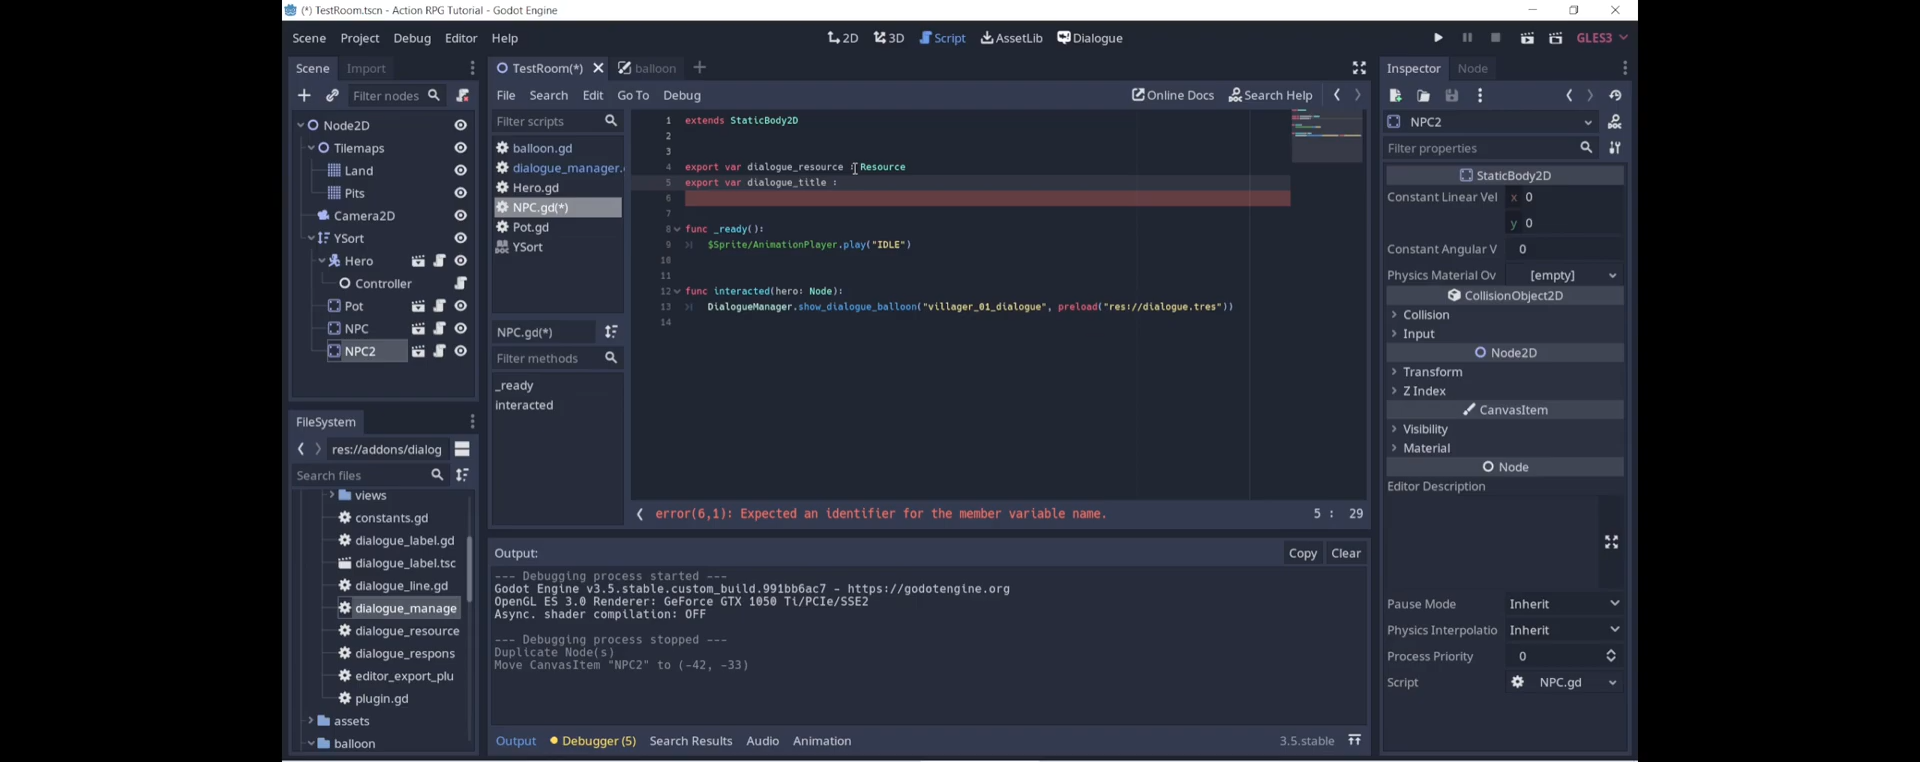 (*) TestRoom.tscn - Action RPG Tutorial - Godot Engine
Scene Project Debug Editor Help
2D 3D Script AssetLib Dialogue
GLES3
Scene Import
Filter nodes
Node2D
Tilemaps
Land
Pits
Camera2D
YSort
Hero
Controller
Pot
NPC
NPC2
FileSystem
res://addons/dialog
Search files
views
constants.gd
dialogue_label.gd
dialogue_label.tsc
dialogue_line.gd
dialogue_manage
dialogue_resource
dialogue_respons
editor_export_plu
plugin.gd
assets
balloon
TestRoom(*) balloon
File Search Edit Go To Debug
Online Docs Search Help
Filter scripts
balloon.gd
dialogue_manager.
Hero.gd
NPC.gd(*)
Pot.gd
YSort
NPC.gd(*)
Filter methods
_ready
interacted
1 extends StaticBody2D
2
3
4 export var dialogue_resource : Resource
5 export var dialogue_title :
6
7
8 func _ready():
9 $Sprite/AnimationPlayer.play("IDLE")
10
11
12 func interacted(hero: Node):
13 DialogueManager.show_dialogue_balloon("villager_01_dialogue", preload("res://dialogue.tres"))
14
error(6,1): Expected an identifier for the member variable name.
5 : 29
Output:
Copy Clear
--- Debugging process started ---
Godot Engine v3.5.stable.custom_build.991bb6ac7 - https://godotengine.org
OpenGL ES 3.0 Renderer: GeForce GTX 1050 Ti/PCIe/SSE2
Async. shader compilation: OFF
--- Debugging process stopped ---
Duplicate Node(s)
Move CanvasItem "NPC2" to (-42, -33)
Output Debugger (5) Search Results Audio Animation
3.5.stable
Inspector Node
NPC2
Filter properties
StaticBody2D
Constant Linear Vel x 0
y 0
Constant Angular V 0
Physics Material Ov [empty]
CollisionObject2D
Collision
Input
Node2D
Transform
Z Index
CanvasItem
Visibility
Material
Node
Editor Description
Pause Mode Inherit
Physics Interpolatio Inherit
Process Priority 0
Script NPC.gd